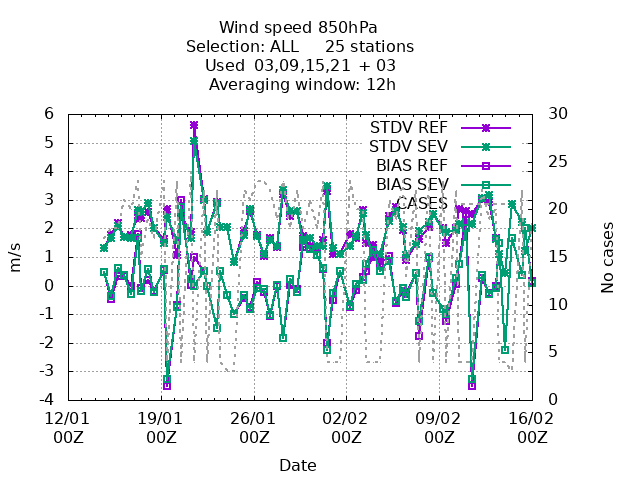 Wind speed 850hPa
Selection: ALL 25 stations
Used 03,09,15,21 + 03
Averaging window: 12h
STDV REF
STDV SEV
BIAS REF
BIAS SEV
CASES
6
5
4
3
2
1
0
-1
-2
-3
-4
m/s
30
25
20
15
10
5
0
No cases
12/01 19/01 26/01 02/02 09/02 16/02
00Z 00Z 00Z 00Z 00Z 00Z
Date